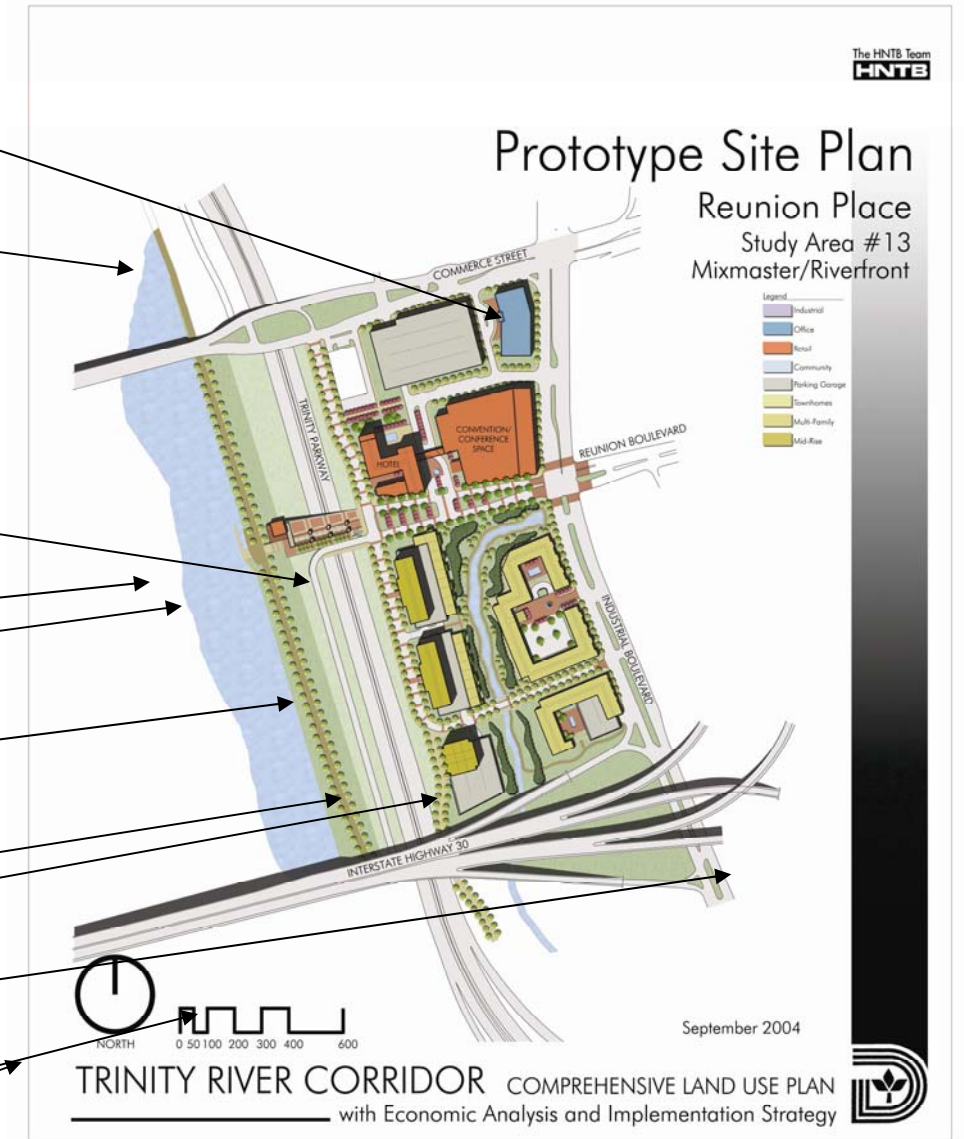 The HNTB Team
HNTB
Prototype Site Plan
Reunion Place
Study Area #13
Mixmaster/Riverfront
Legend
Industrial
Office
Retail
Community
Parking Garage
Townhomes
Multi-Family
Mid-Rise
COMMERCE STREET
TRINITY PARKWAY
CONVENTION/
CONFERENCE
SPACE
HOTEL
REUNION BOULEVARD
INDUSTRIAL BOULEVARD
INTERSTATE HIGHWAY 30
NORTH
0 50 100 200 300 400 600
September 2004
TRINITY RIVER CORRIDOR COMPREHENSIVE LAND USE PLAN
with Economic Analysis and Implementation Strategy